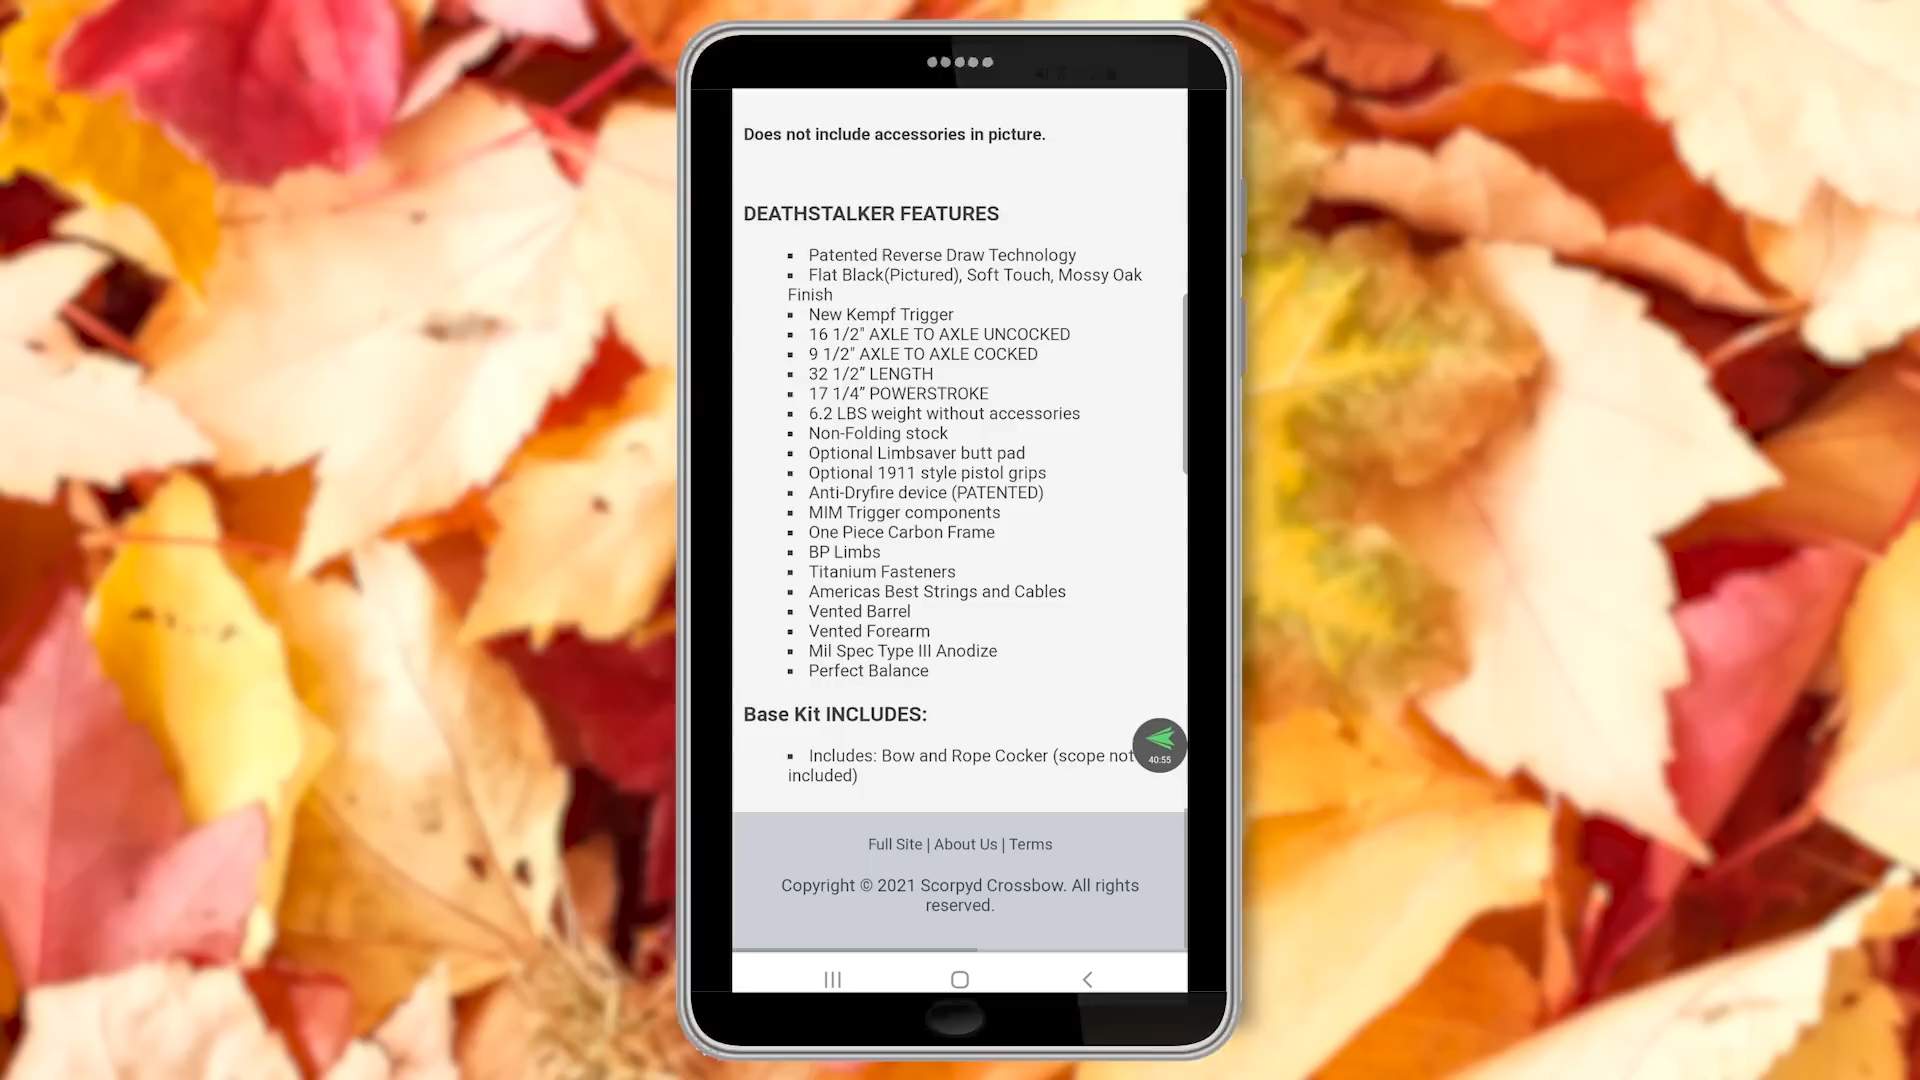 Does not include accessories in picture.
DEATHSTALKER FEATURES
▪ Patented Reverse Draw Technology
▪ Flat Black(Pictured), Soft Touch, Mossy Oak
Finish
▪ New Kempf Trigger
▪ 16 1/2" AXLE TO AXLE UNCOCKED
▪ 9 1/2" AXLE TO AXLE COCKED
▪ 32 1/2” LENGTH
▪ 17 1/4” POWERSTROKE
▪ 6.2 LBS weight without accessories
▪ Non-Folding stock
▪ Optional Limbsaver butt pad
▪ Optional 1911 style pistol grips
▪ Anti-Dryfire device (PATENTED)
▪ MIM Trigger components
▪ One Piece Carbon Frame
▪ BP Limbs
▪ Titanium Fasteners
▪ Americas Best Strings and Cables
▪ Vented Barrel
▪ Vented Forearm
▪ Mil Spec Type III Anodize
▪ Perfect Balance
Base Kit INCLUDES:
▪ Includes: Bow and Rope Cocker (scope not
included)
40:55
Full Site | About Us | Terms
Copyright © 2021 Scorpyd Crossbow. All rights
reserved.